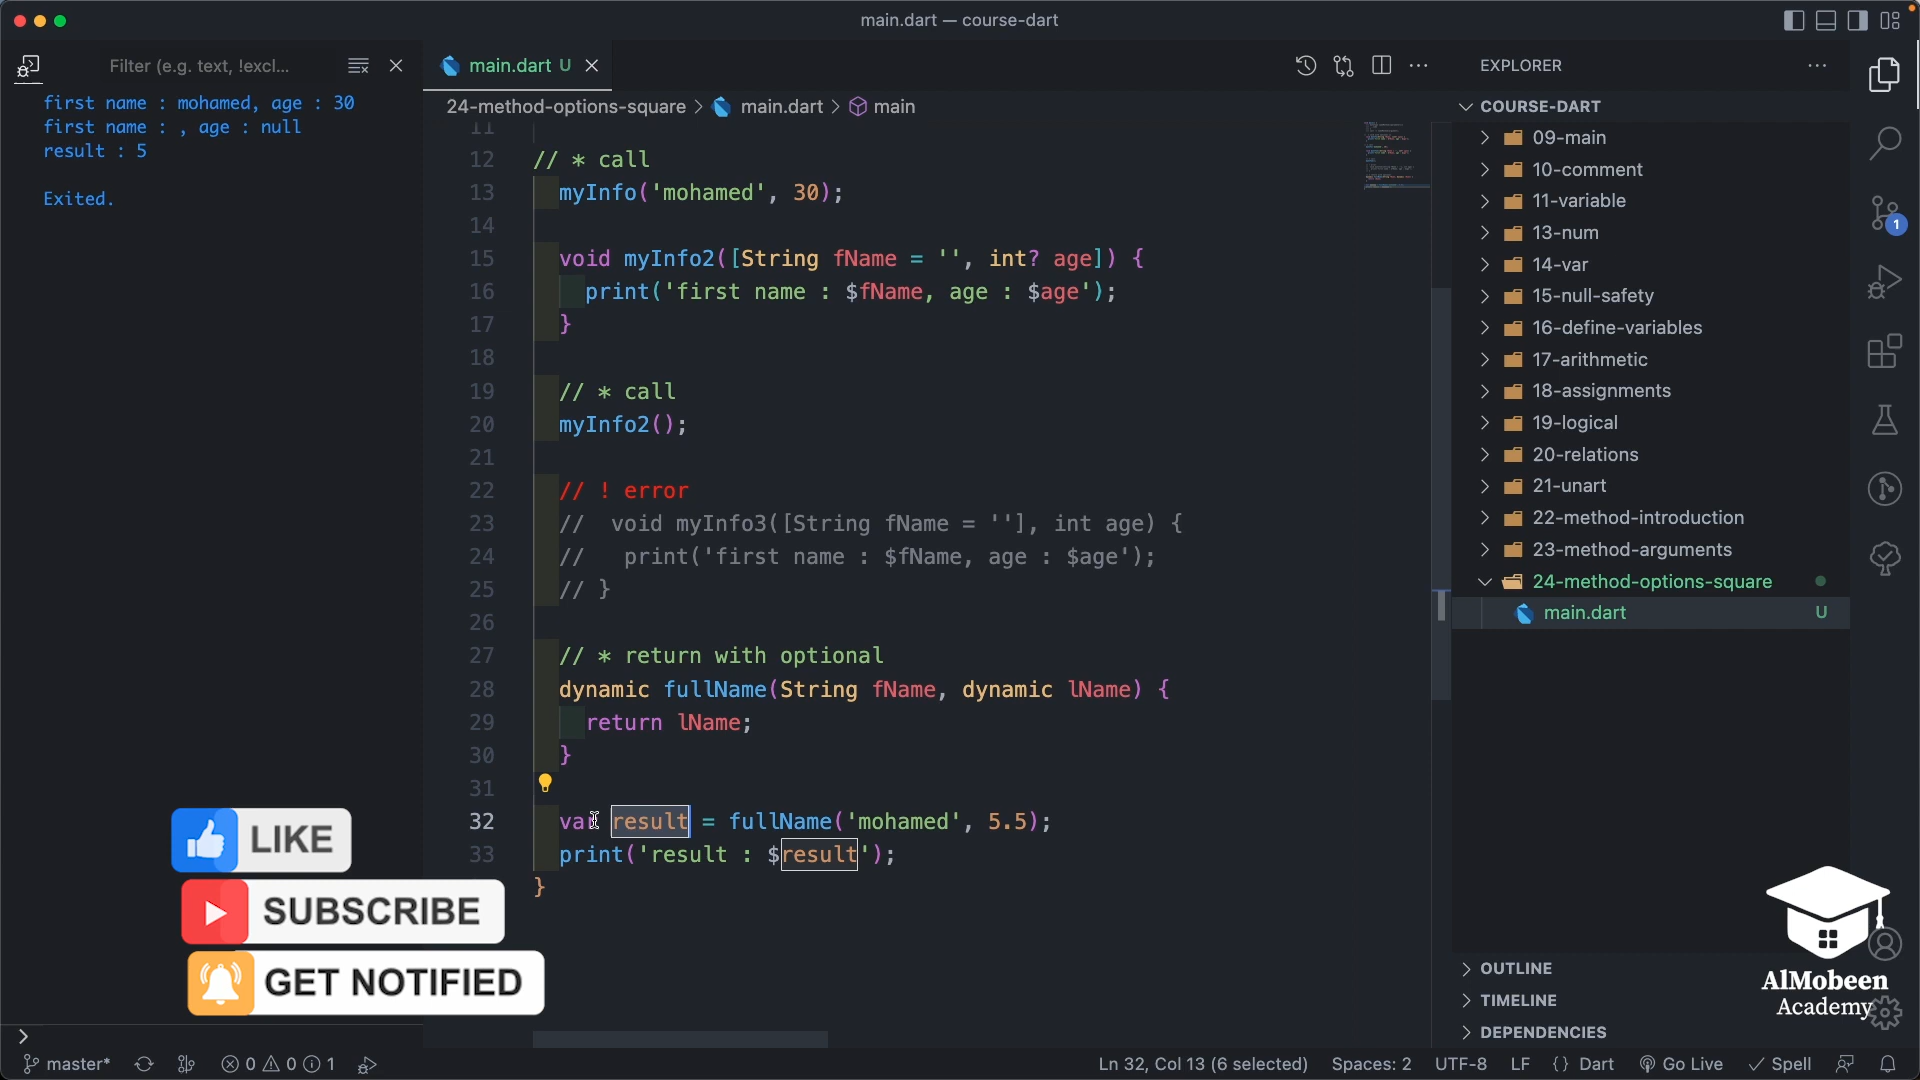 main.dart — course-dart
Filter (e.g. text, !excl...
first name : mohamed, age : 30
first name : , age : null
result : 5
Exited.
main.dart U
24-method-options-square > main.dart > main
11
12 // * call
13 myInfo('mohamed', 30);
14
15 void myInfo2([String fName = '', int? age]) {
16 print('first name : $fName, age : $age');
17 }
18
19 // * call
20 myInfo2();
21
22 // ! error
23 // void myInfo3([String fName = ''], int age) {
24 // print('first name : $fName, age : $age');
25 // }
26
27 // * return with optional
28 dynamic fullName(String fName, dynamic lName) {
29 return lName;
30 }
31
32 var result = fullName('mohamed', 5.5);
33 print('result : $result');
}
EXPLORER
COURSE-DART
09-main
10-comment
11-variable
13-num
14-var
15-null-safety
16-define-variables
17-arithmetic
18-assignments
19-logical
20-relations
21-unart
22-method-introduction
23-method-arguments
24-method-options-square
main.dart U
OUTLINE
TIMELINE
DEPENDENCIES
1
LIKE
SUBSCRIBE
GET NOTIFIED
AlMobeen
Academy
master* 0 0 1
Ln 32, Col 13 (6 selected) Spaces: 2 UTF-8 LF {} Dart Go Live Spell